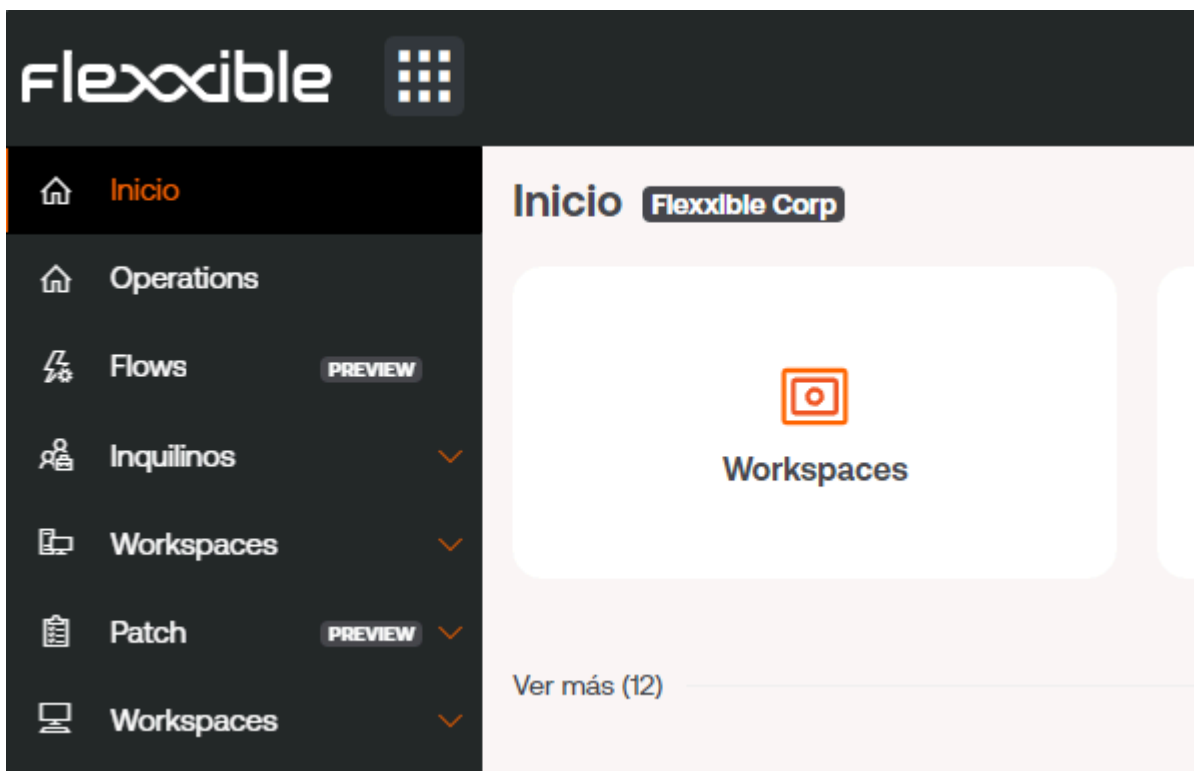 Flexxible
Inicio
Operations
Flows PREVIEW
Inquilinos
Workspaces
Patch PREVIEW
Workspaces
Inicio Flexxible Corp
Workspaces
Ver más (12)